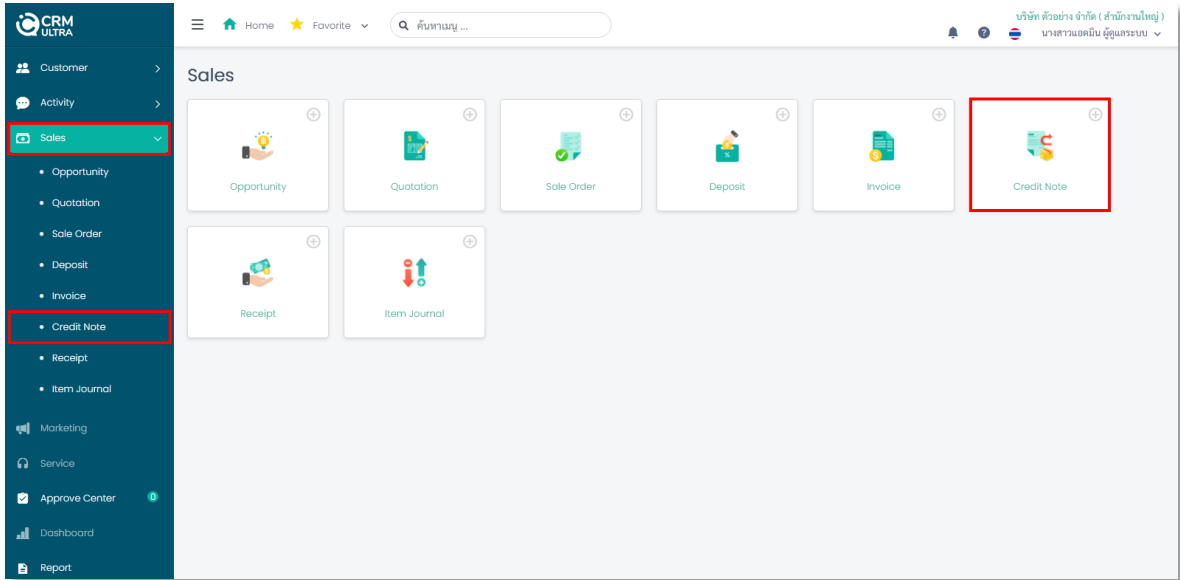 CRM
ULTRA
Home
Favorite
ค้นหาเมนู ...
บริษัท ตัวอย่าง จำกัด ( สำนักงานใหญ่ )
นางสาวแอดมิน ผู้ดูแลระบบ
Customer
Activity
Sales
Opportunity
Quotation
Sale Order
Deposit
Invoice
Credit Note
Receipt
Item Journal
Marketing
Service
Approve Center 0
Dashboard
Report
Sales
Opportunity
Quotation
Sale Order
Deposit
Invoice
Credit Note
Receipt
Item Journal